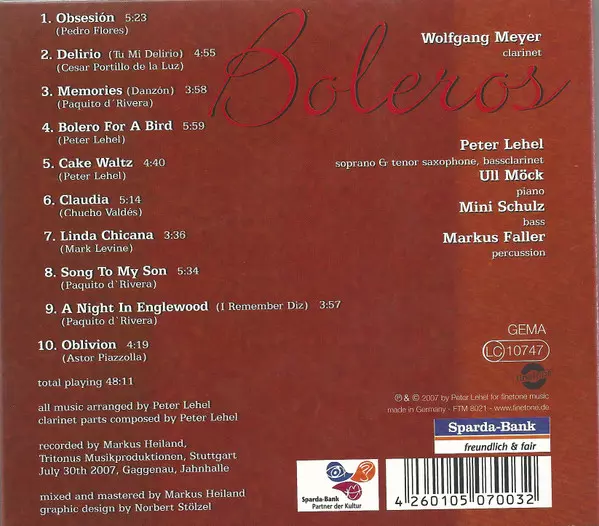 Boleros
1. Obsesión 5:23
(Pedro Flores)
2. Delirio (Tu Mi Delirio) 4:55
(Cesar Portillo de la Luz)
3. Memories (Danzón) 3:58
(Paquito d´Rivera)
4. Bolero For A Bird 5:59
(Peter Lehel)
5. Cake Waltz 4:40
(Peter Lehel)
6. Claudia 5:14
(Chucho Valdés)
7. Linda Chicana 3:36
(Mark Levine)
8. Song To My Son 5:34
(Paquito d`Rivera)
9. A Night In Englewood (I Remember Diz) 3:57
(Paquito d`Rivera)
10. Oblivion 4:19
(Astor Piazzolla)
total playing 48:11
all music arranged by Peter Lehel
clarinet parts composed by Peter Lehel
recorded by Markus Heiland,
Tritonus Musikproduktionen, Stuttgart
July 30th 2007, Gaggenau, Jahnhalle
mixed and mastered by Markus Heiland
graphic design by Norbert Stölzel
Wolfgang Meyer
clarinet
Peter Lehel
soprano & tenor saxophone, bassclarinet
Ull Möck
piano
Mini Schulz
bass
Markus Faller
percussion
GEMA
LC 10747
℗ & © 2007 by Peter Lehel for finetone music
made in Germany - FTM 8021 - www.finetone.de
Sparda-Bank
freundlich & fair
Sparda-Bank
Partner der Kultur
4 260105 070032